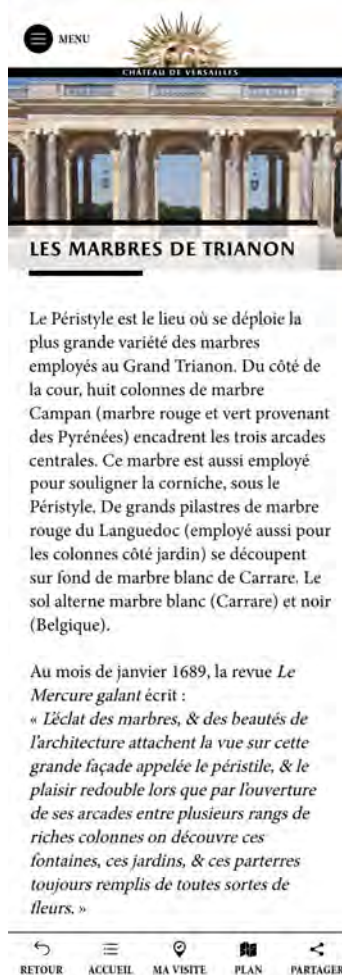 MENU
CHÂTEAU DE VERSAILLES
LES MARBRES DE TRIANON
Le Péristyle est le lieu où se déploie la
plus grande variété des marbres
employés au Grand Trianon. Du côté de
la cour, huit colonnes de marbre
Campan (marbre rouge et vert provenant
des Pyrénées) encadrent les trois arcades
centrales. Ce marbre est aussi employé
pour souligner la corniche, sous le
Péristyle. De grands pilastres de marbre
rouge du Languedoc (employé aussi pour
les colonnes côté jardin) se découpent
sur fond de marbre blanc de Carrare. Le
sol alterne marbre blanc (Carrare) et noir
(Belgique).
Au mois de janvier 1689, la revue Le
Mercure galant écrit :
« L'éclat des marbres, & des beautés de
l'architecture attachent la vue sur cette
grande façade appelée le péristile, & le
plaisir redouble lors que par l'ouverture
de ses arcades entre plusieurs rangs de
riches colonnes on découvre ces
fontaines, ces jardins, & ces parterres
toujours remplis de toutes sortes de
fleurs. »
RETOUR ACCUEIL MA VISITE PLAN PARTAGER